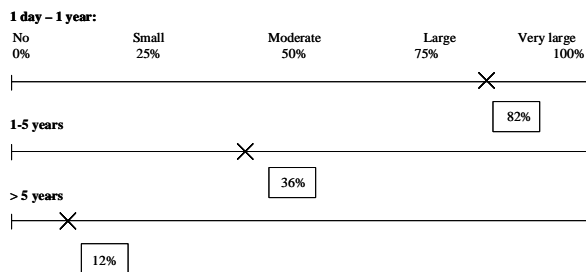 1 day – 1 year:
No Small Moderate Large Very large
0% 25% 50% 75% 100%
82%
1-5 years
36%
> 5 years
12%